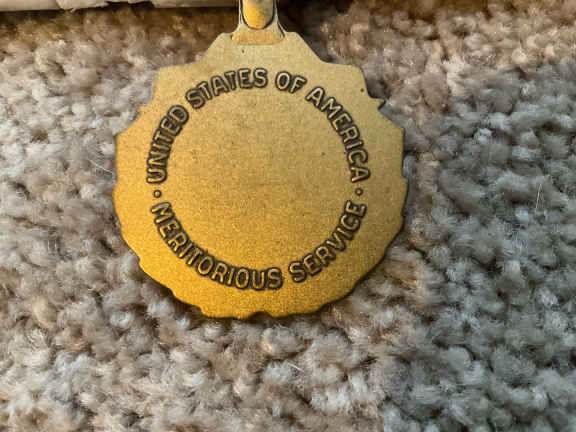 UNITED STATES OF AMERICA
MERITORIOUS SERVICE